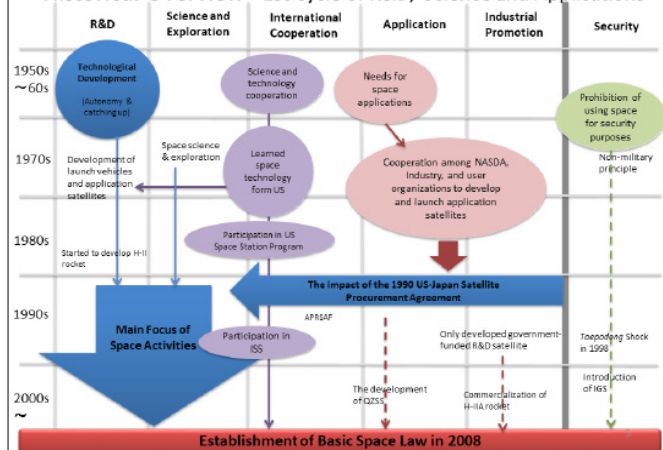 R&D
Science and
Exploration
International
Cooperation
Application
Industrial
Promotion
Security
1950s
~60s
1970s
1980s
1990s
2000s
~
Technological
Development
(Autonomy &
catching up)
Development of
launch vehicles
and application
satellites
Started to develop H-II
rocket
Space science
& exploration
Science and
technology
cooperation
Learned
space
technology
form US
Participation in US
Space Station Program
Needs for
space
applications
Cooperation among NASDA,
Industry, and user
organizations to develop
and launch application
satellites
Prohibition of
using space
for security
purposes
Non-military
principle
The impact of the 1990 US-Japan Satellite
Procurement Agreement
Main Focus of
Space Activities
APRSAF
Participation in
ISS
Only developed government-
funded R&D satellite
Taepodong Shock
in 1998
The development
of QZSS
Commercialization of
H-IIA rocket
Introduction
of IGS
Establishment of Basic Space Law in 2008